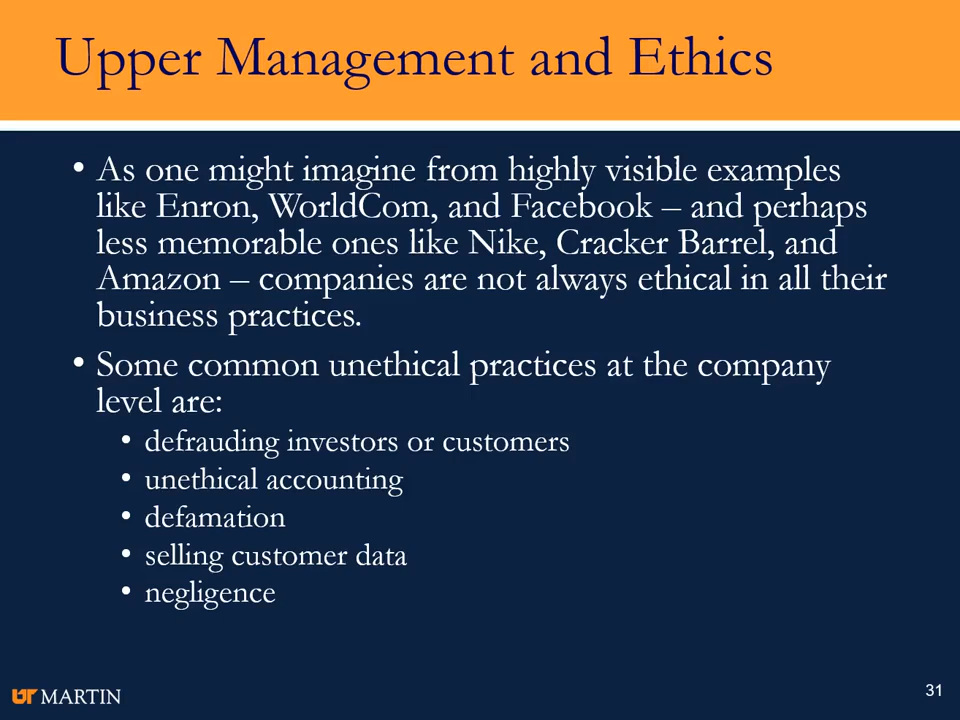 Upper Management and Ethics
• As one might imagine from highly visible examples
like Enron, WorldCom, and Facebook – and perhaps
less memorable ones like Nike, Cracker Barrel, and
Amazon – companies are not always ethical in all their
business practices.
• Some common unethical practices at the company
level are:
• defrauding investors or customers
• unethical accounting
• defamation
• selling customer data
• negligence
UT MARTIN
31